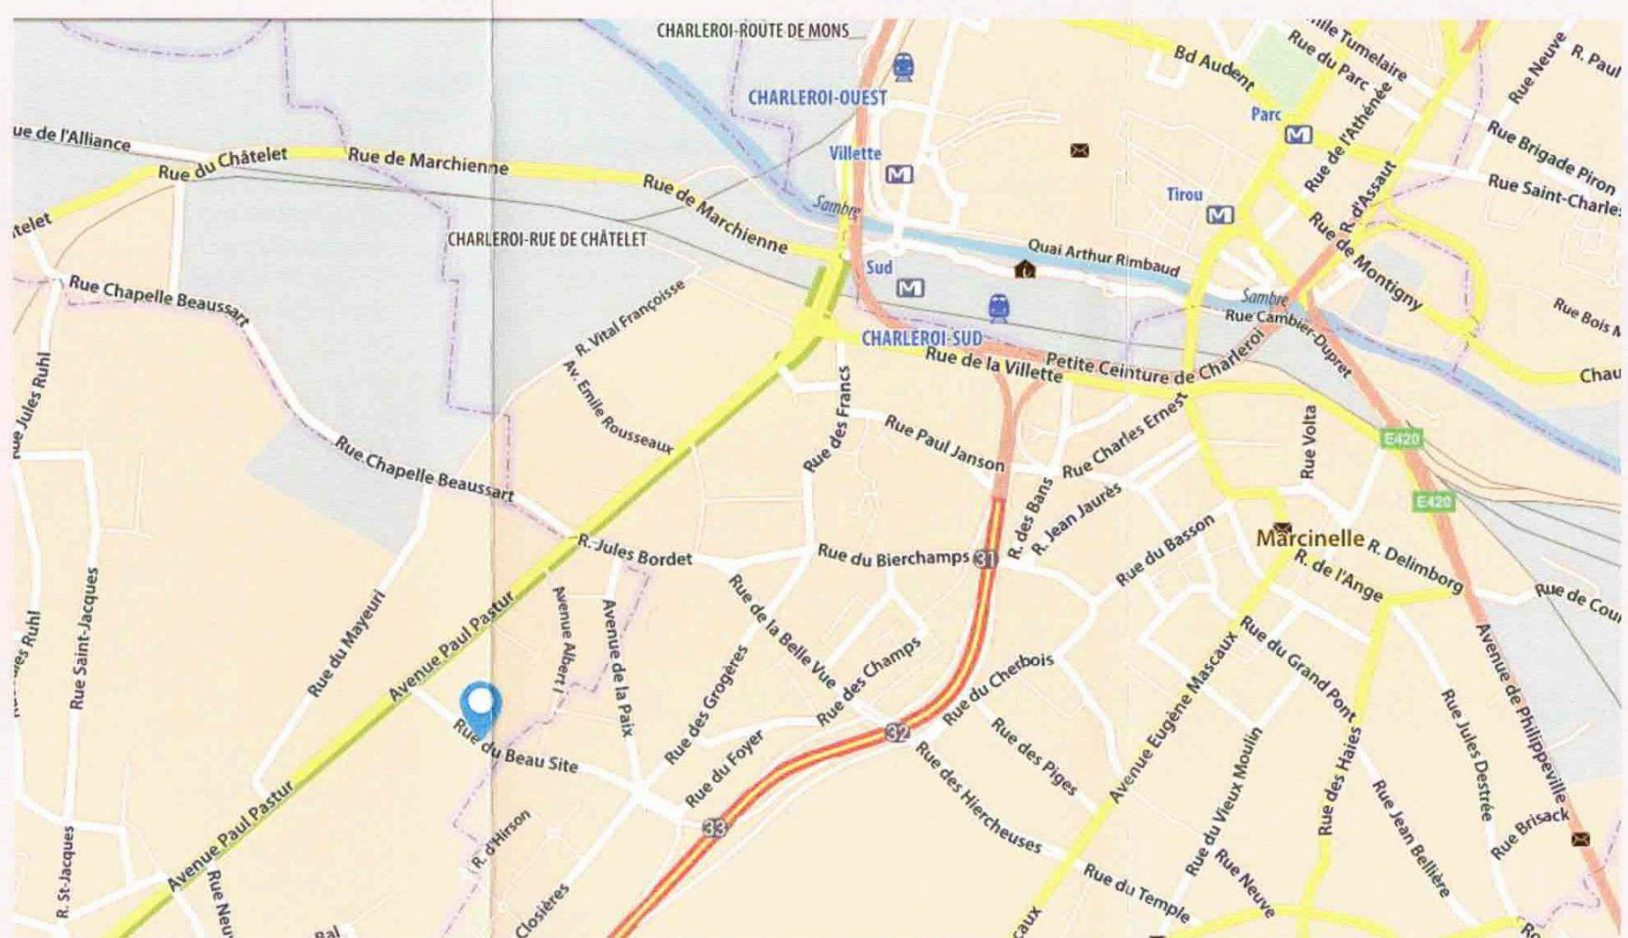 CHARLEROI-ROUTE DE MONS
CHARLEROI-OUEST
Villette
Sambre
Bd Audent
Rue du Parc
Rue Neuve
R. Paul
Parc
Rue de l'Athénée
Rue Brigade Piron
Rue Saint-Charles
Tirou
R. d'Assaut
Rue de Montigny
ue de l'Alliance
Rue du Châtelet
Rue de Marchienne
Rue de Marchienne
telet
CHARLEROI-RUE DE CHÂTELET
Sud
Quai Arthur Rimbaud
Sambre
Rue Cambier-Dupret
Rue Chapelle Beaussart
R. Vital Françoisse
CHARLEROI-SUD
Rue de la Villette
Petite Ceinture de Charleroi
Chau
Av. Emile Rousseaux
Rue des Francs
Rue Jules Ruhl
Rue Paul Janson
Rue Charles Ernest
Rue Volta
E420
E420
Rue Chapelle Beaussart
R. des Bans
R. Jean Jaurès
Marcinelle
R. Jules Bordet
Rue du Bierchamps
31
Rue du Basson
R. de l'Ange
R. Delimborg
Rue de Cour
Rue Saint-Jacques
es Ruhl
Rue du Mayeuri
Avenue Paul Pastur
Avenue Albert I
Avenue de la Paix
Rue de la Belle Vue
Rue des Grogères
Rue des Champs
Rue du Cherbois
Avenue Eugène Mascaux
Rue du Grand Pont
Avenue de Philippeville
Rue du Beau Site
Rue du Foyer
32
Rue des Piges
Rue des Hiercheuses
Rue du Vieux Moulin
Rue des Haies
Rue Jules Destrée
Rue Jean Bellière
Rue Brisack
33
Avenue Paul Pastur
R. St-Jacques
Rue Neu
R. d'Hirson
Closières
caux
Rue du Temple
Rue Neuve